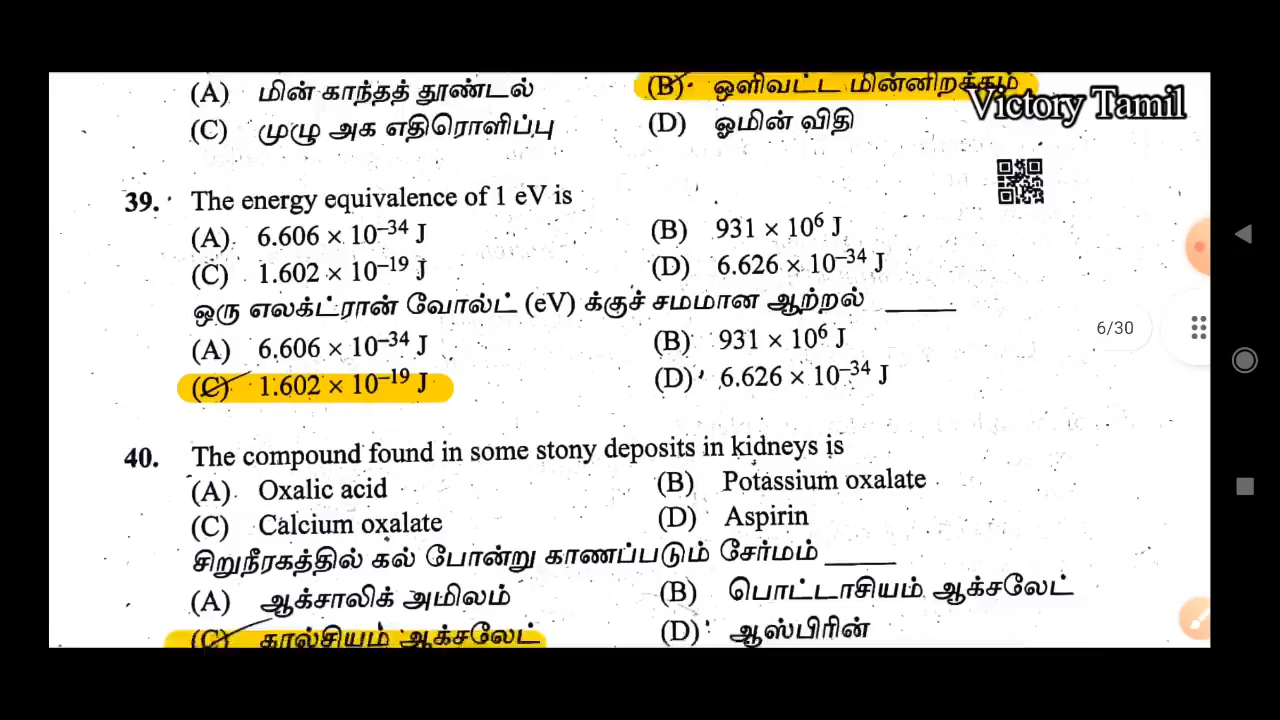 (A) மின் காந்தத் தூண்டல் (B) ஒளிவட்ட மின்னிறக்கம்
Victory Tamil
(C) முழு அக எதிரொளிப்பு (D) ஓமின் விதி
39. The energy equivalence of 1 eV is
(A) 6.606 × 10⁻³⁴ J (B) 931 × 10⁶ J
(C) 1.602 × 10⁻¹⁹ J (D) 6.626 × 10⁻³⁴ J
ஒரு எலக்ட்ரான் வோல்ட் (eV) க்குச் சமமான ஆற்றல் ______
6/30
(A) 6.606 × 10⁻³⁴ J (B) 931 × 10⁶ J
(C) 1.602 × 10⁻¹⁹ J (D) 6.626 × 10⁻³⁴ J
40. The compound found in some stony deposits in kidneys is
(A) Oxalic acid (B) Potassium oxalate
(C) Calcium oxalate (D) Aspirin
சிறுநீரகத்தில் கல் போன்று காணப்படும் சேர்மம் ______
(A) ஆக்சாலிக் அமிலம் (B) பொட்டாசியம் ஆக்சலேட்
(C) கால்சியம் ஆக்சலேட் (D) ஆஸ்பிரின்